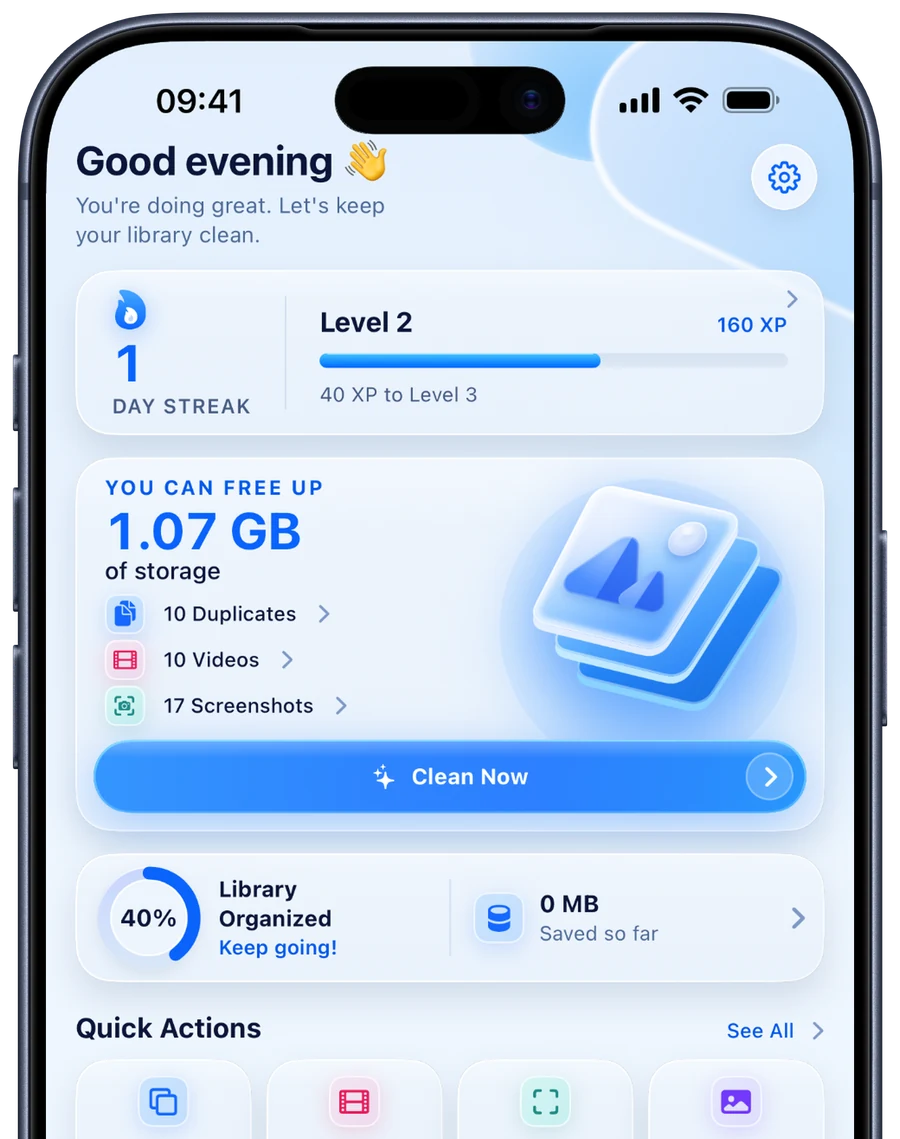 09:41
Good evening 👋
You're doing great. Let's keep
your library clean.
1
DAY STREAK
Level 2
160 XP
40 XP to Level 3
YOU CAN FREE UP
1.07 GB
of storage
10 Duplicates
10 Videos
17 Screenshots
Clean Now
40%
Library
Organized
Keep going!
0 MB
Saved so far
Quick Actions
See All